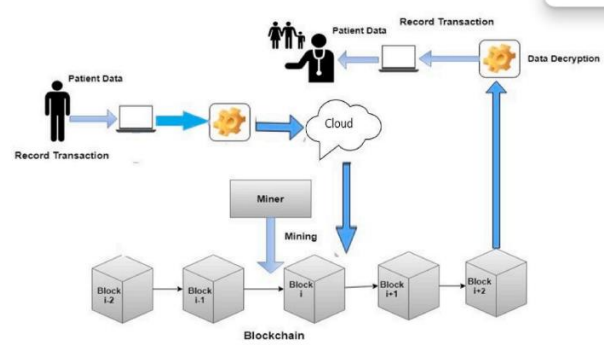 Record Transaction
Patient Data
Data Decryption
Patient Data
Record Transaction
Cloud
Miner
Mining
Block
i-2
Block
i-1
Block
i
Block
i+1
Block
i+2
Blockchain